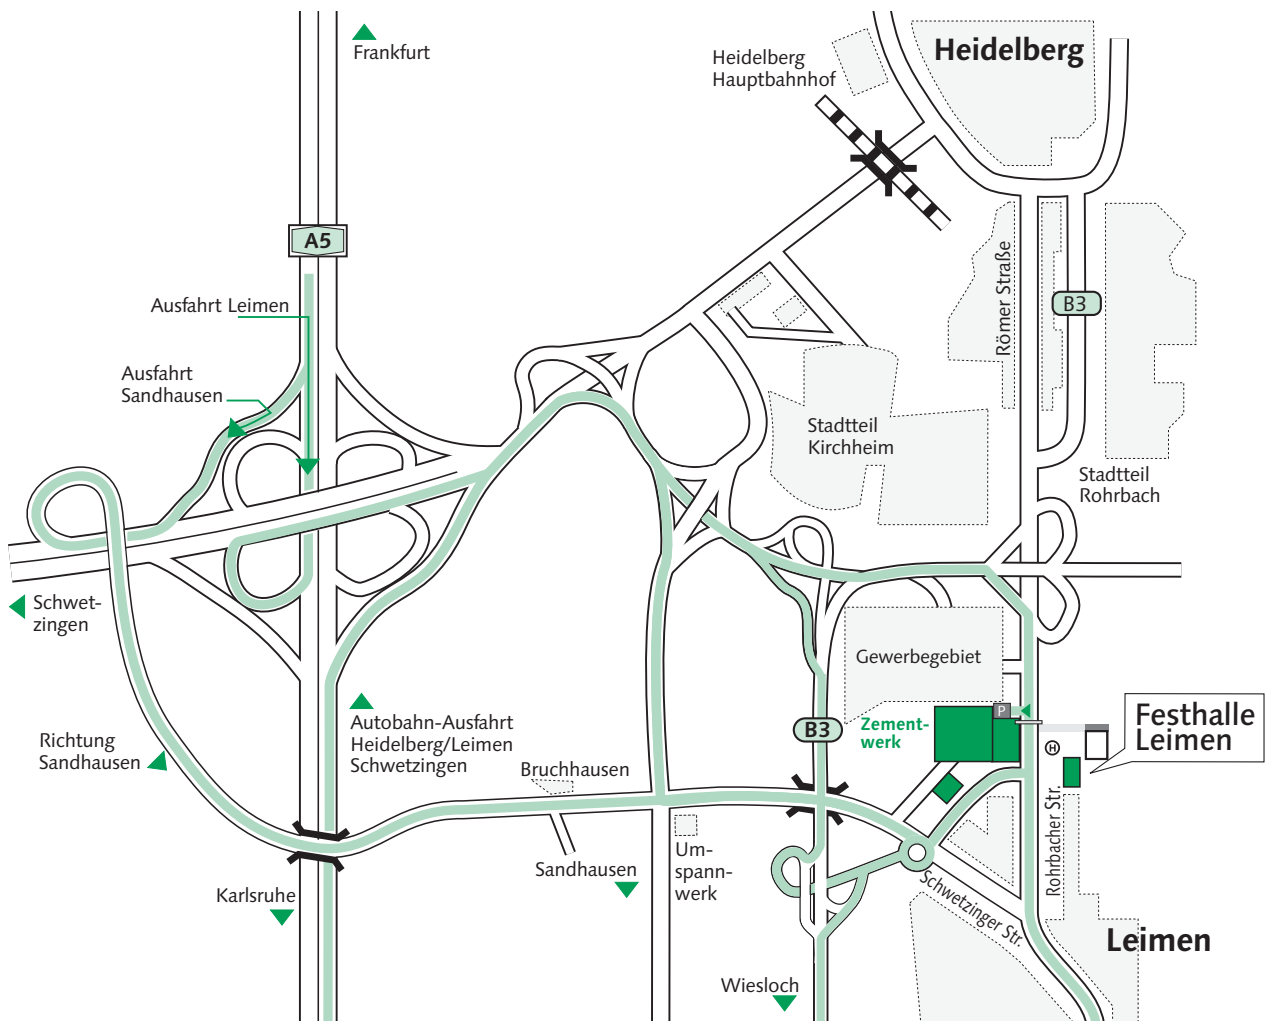 Frankfurt
Heidelberg
Hauptbahnhof
Heidelberg
A5
Ausfahrt Leimen
Ausfahrt
Sandhausen
Römer Straße
B3
Stadtteil
Kirchheim
Stadtteil
Rohrbach
Schwet-
zingen
Gewerbegebiet
Autobahn-Ausfahrt
Heidelberg/Leimen
Schwetzingen
Richtung
Sandhausen
B3
Zement-
werk
P
Festhalle
Leimen
H
Bruchhausen
Rohrbacher Str.
Sandhausen
Um-
spann-
werk
Karlsruhe
Schwetzinger Str.
Leimen
Wiesloch